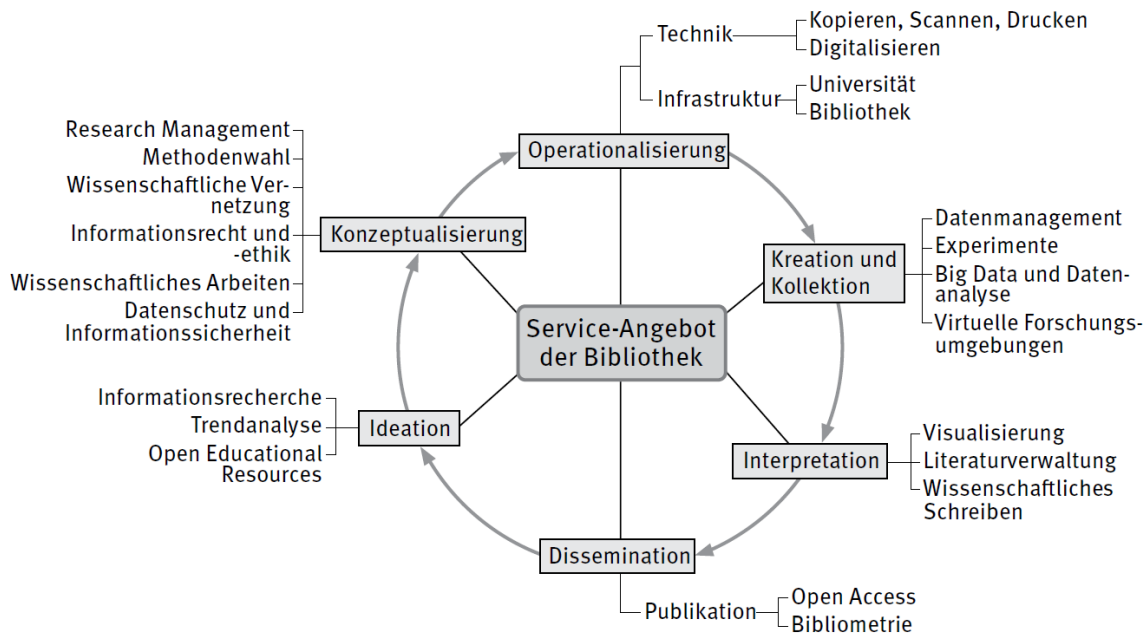 Technik
Kopieren, Scannen, Drucken
Digitalisieren
Infrastruktur
Universität
Bibliothek
Operationalisierung
Research Management
Methodenwahl
Wissenschaftliche Ver-
netzung
Informationsrecht und
-ethik
Wissenschaftliches Arbeiten
Datenschutz und
Informationssicherheit
Konzeptualisierung
Kreation und
Kollektion
Datenmanagement
Experimente
Big Data und Daten-
analyse
Virtuelle Forschungs-
umgebungen
Service-Angebot
der Bibliothek
Informationsrecherche
Trendanalyse
Open Educational
Resources
Ideation
Interpretation
Visualisierung
Literaturverwaltung
Wissenschaftliches
Schreiben
Dissemination
Publikation
Open Access
Bibliometrie